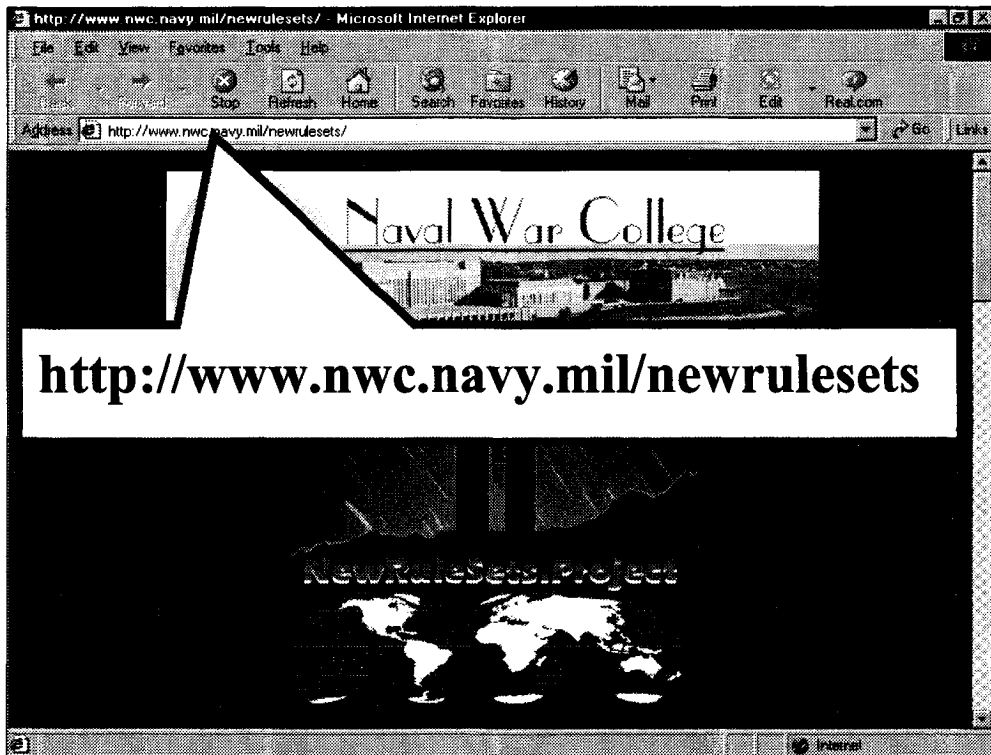 http://www.nwc.navy.mil/newrulesets/ - Microsoft Internet Explorer
File Edit View Favorites Tools Help
Back Forward Stop Refresh Home Search Favorites History Mail Print Edit Real.com
Address http://www.nwc.navy.mil/newrulesets/ Go Links
Naval War College
http://www.nwc.navy.mil/newrulesets
NewRuleSets.Project
Internet